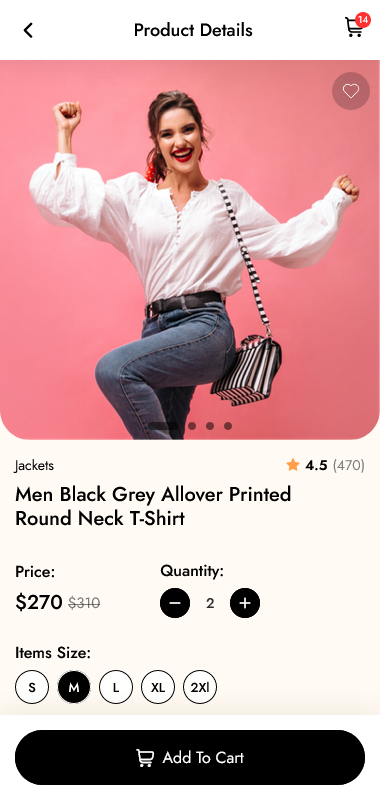 Product Details
14
Jackets
4.5 (470)
Men Black Grey Allover Printed
Round Neck T-Shirt
Price:
Quantity:
$270 $310
2
Items Size:
S M L XL 2Xl
Add To Cart